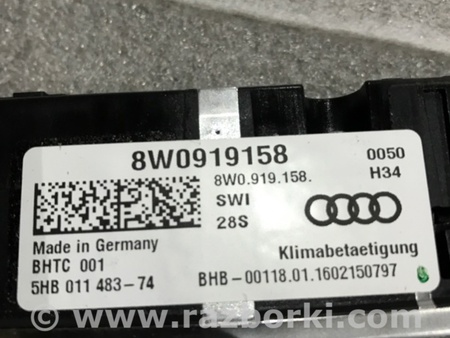 8W0919158
0050
8W0.919.158.
H34
SWI
28S
Made in Germany
BHTC 001
Klimabetaetigung
5HB 011 483-74
BHB-00118.01.1602150797
www.razborki.com